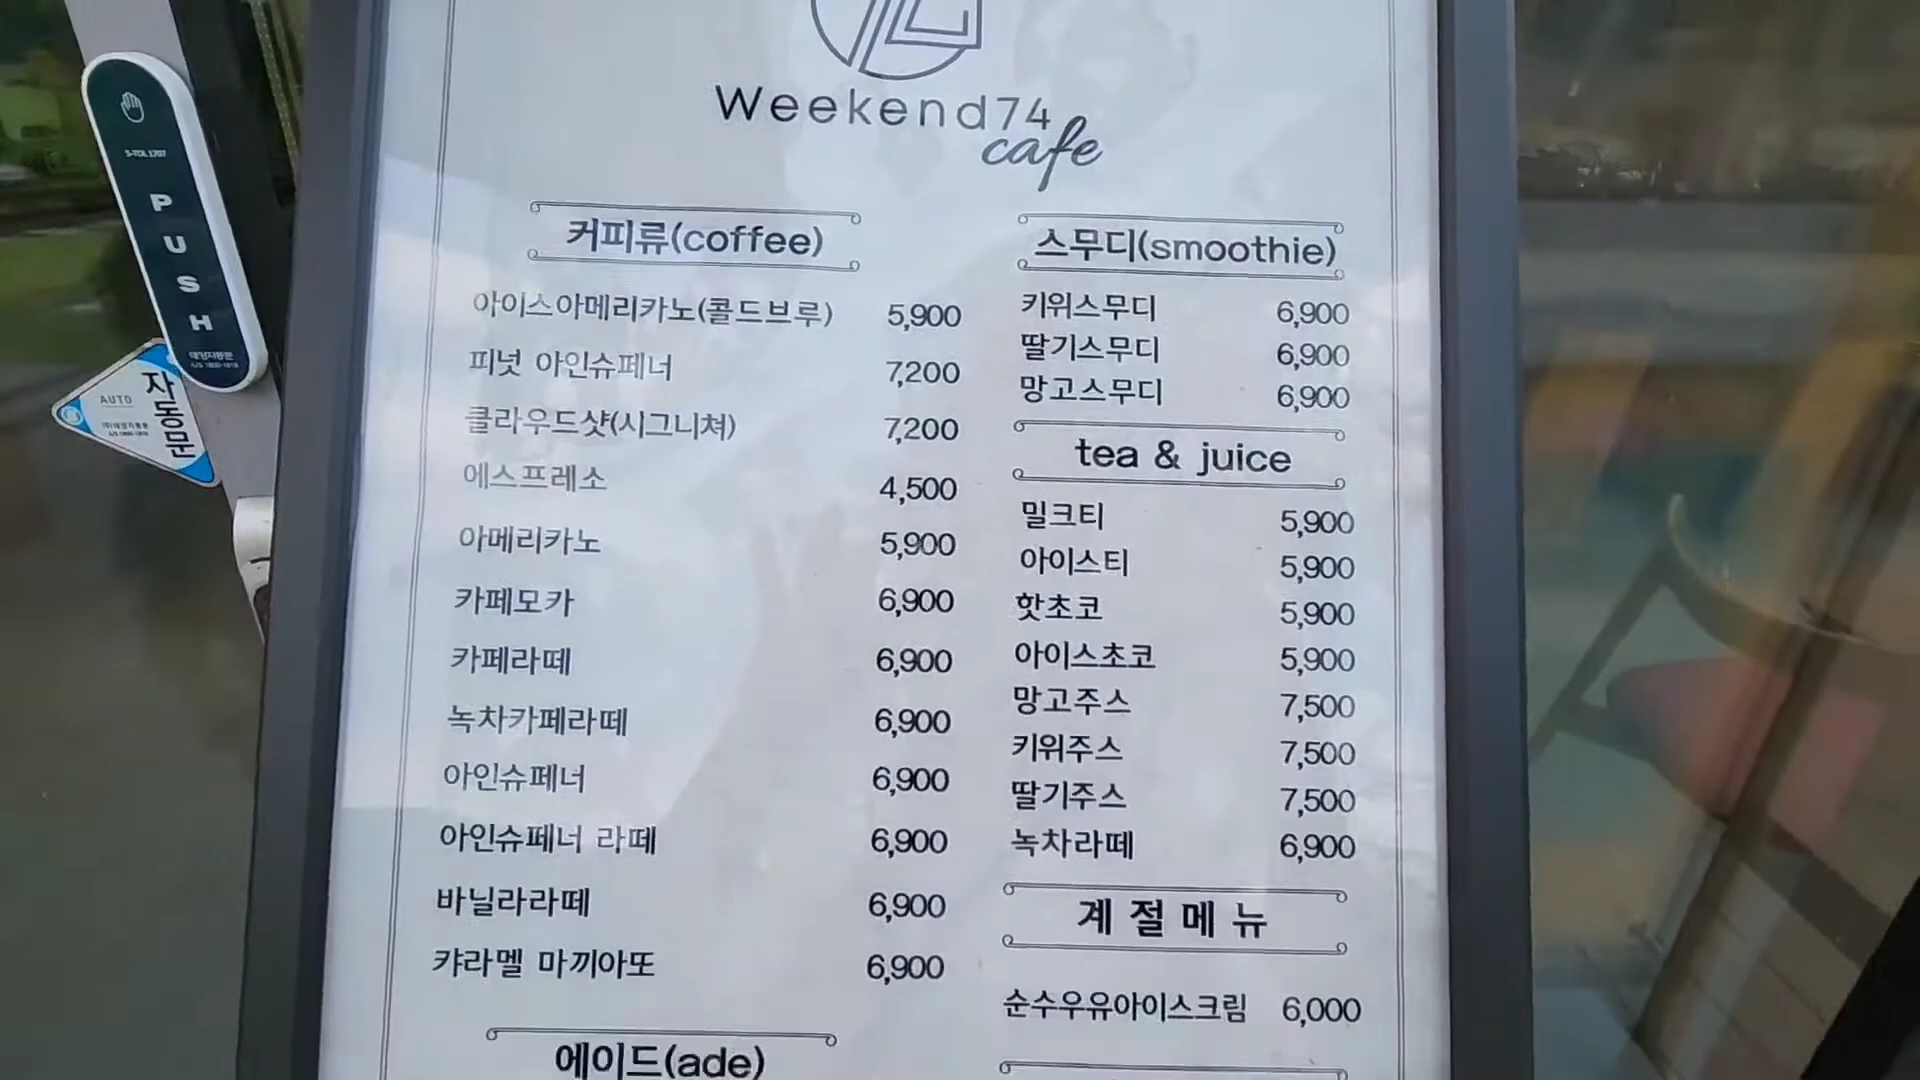 Weekend74
cafe
커피류(coffee)
아이스아메리카노(콜드브루) 5,900
피넛 아인슈페너 7,200
클라우드샷(시그니쳐) 7,200
에스프레소 4,500
아메리카노 5,900
카페모카 6,900
카페라떼 6,900
녹차카페라떼 6,900
아인슈페너 6,900
아인슈페너 라떼 6,900
바닐라라떼 6,900
캬라멜 마끼아또 6,900
에이드(ade)
스무디(smoothie)
키위스무디 6,900
딸기스무디 6,900
망고스무디 6,900
tea & juice
밀크티 5,900
아이스티 5,900
핫초코 5,900
아이스초코 5,900
망고주스 7,500
키위주스 7,500
딸기주스 7,500
녹차라떼 6,900
계절메뉴
순수우유아이스크림 6,000
PUSH
AUTO
자동문